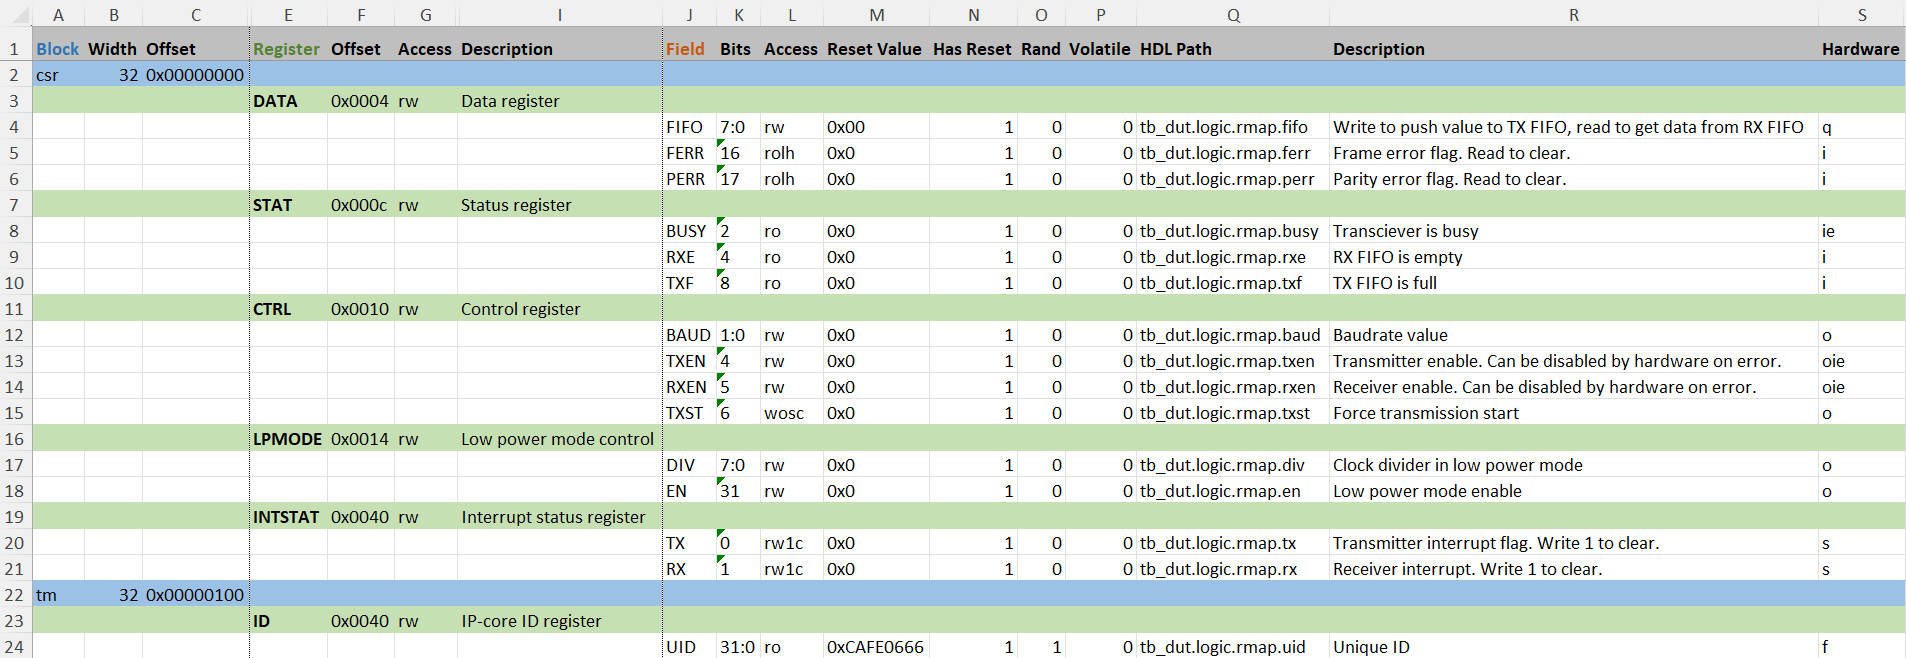 A B C E F G I J K L M N O P Q R S
1 Block Width Offset Register Offset Access Description Field Bits Access Reset Value Has Reset Rand Volatile HDL Path Description Hardware
2 csr 32 0x00000000
3 DATA 0x0004 rw Data register
4 FIFO 7:0 rw 0x00 1 0 0 tb_dut.logic.rmap.fifo Write to push value to TX FIFO, read to get data from RX FIFO q
5 FERR 16 rolh 0x0 1 0 0 tb_dut.logic.rmap.ferr Frame error flag. Read to clear. i
6 PERR 17 rolh 0x0 1 0 0 tb_dut.logic.rmap.perr Parity error flag. Read to clear. i
7 STAT 0x000c rw Status register
8 BUSY 2 ro 0x0 1 0 0 tb_dut.logic.rmap.busy Transciever is busy ie
9 RXE 4 ro 0x0 1 0 0 tb_dut.logic.rmap.rxe RX FIFO is empty i
10 TXF 8 ro 0x0 1 0 0 tb_dut.logic.rmap.txf TX FIFO is full i
11 CTRL 0x0010 rw Control register
12 BAUD 1:0 rw 0x0 1 0 0 tb_dut.logic.rmap.baud Baudrate value o
13 TXEN 4 rw 0x0 1 0 0 tb_dut.logic.rmap.txen Transmitter enable. Can be disabled by hardware on error. oie
14 RXEN 5 rw 0x0 1 0 0 tb_dut.logic.rmap.rxen Receiver enable. Can be disabled by hardware on error. oie
15 TXST 6 wosc 0x0 1 0 0 tb_dut.logic.rmap.txst Force transmission start o
16 LPMODE 0x0014 rw Low power mode control
17 DIV 7:0 rw 0x0 1 0 0 tb_dut.logic.rmap.div Clock divider in low power mode o
18 EN 31 rw 0x0 1 0 0 tb_dut.logic.rmap.en Low power mode enable o
19 INTSTAT 0x0040 rw Interrupt status register
20 TX 0 rw1c 0x0 1 0 0 tb_dut.logic.rmap.tx Transmitter interrupt flag. Write 1 to clear. s
21 RX 1 rw1c 0x0 1 0 0 tb_dut.logic.rmap.rx Receiver interrupt. Write 1 to clear. s
22 tm 32 0x00000100
23 ID 0x0040 rw IP-core ID register
24 UID 31:0 ro 0xCAFE0666 1 1 0 tb_dut.logic.rmap.uid Unique ID f